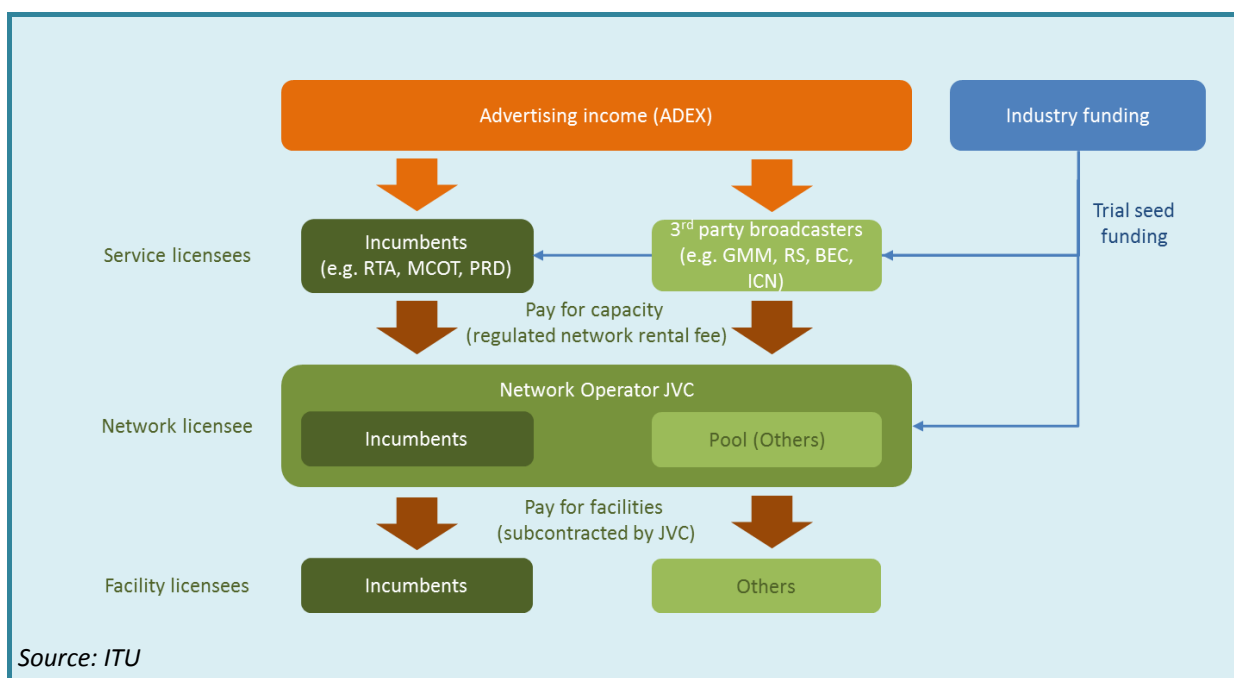 Advertising income (ADEX)
Industry funding
Trial seed
funding
Service licensees
Incumbents
(e.g. RTA, MCOT, PRD)
3rd party broadcasters
(e.g. GMM, RS, BEC,
ICN)
Pay for capacity
(regulated network rental fee)
Network Operator JVC
Network licensee
Incumbents
Pool (Others)
Pay for facilities
(subcontracted by JVC)
Facility licensees
Incumbents
Others
Source: ITU